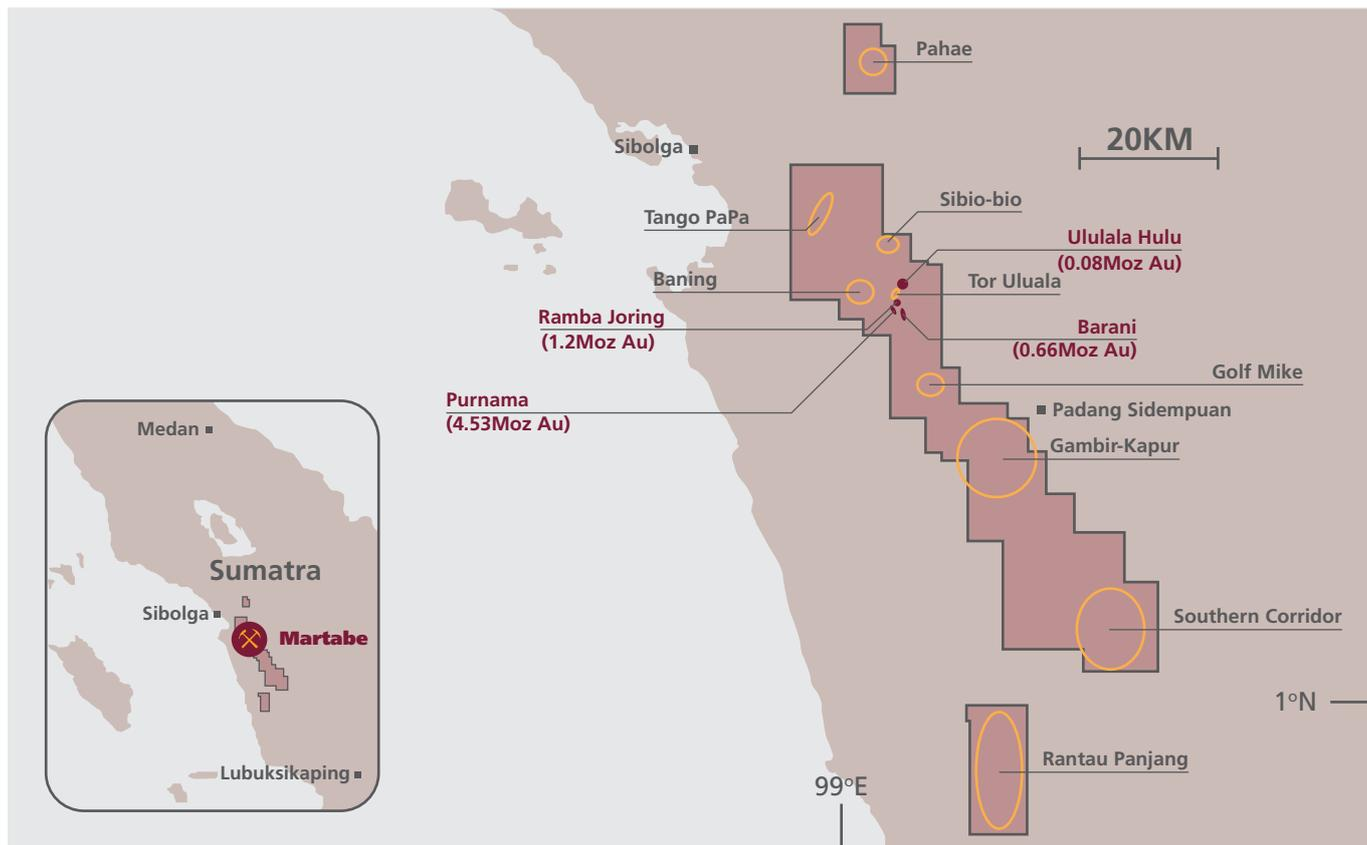 Pahae
20KM
Sibolga
Sibio-bio
Tango PaPa
Ululala Hulu
(0.08Moz Au)
Baning
Tor Uluala
Ramba Joring
(1.2Moz Au)
Barani
(0.66Moz Au)
Golf Mike
Purnama
(4.53Moz Au)
Padang Sidempuan
Gambir-Kapur
Southern Corridor
1°N
Rantau Panjang
99°E
Medan
Sumatra
Sibolga
Martabe
Lubuksikaping